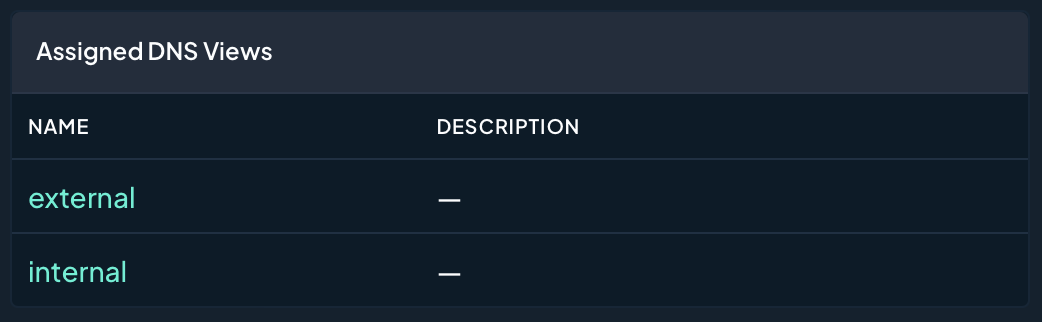 Assigned DNS Views
NAME DESCRIPTION
external —
internal —